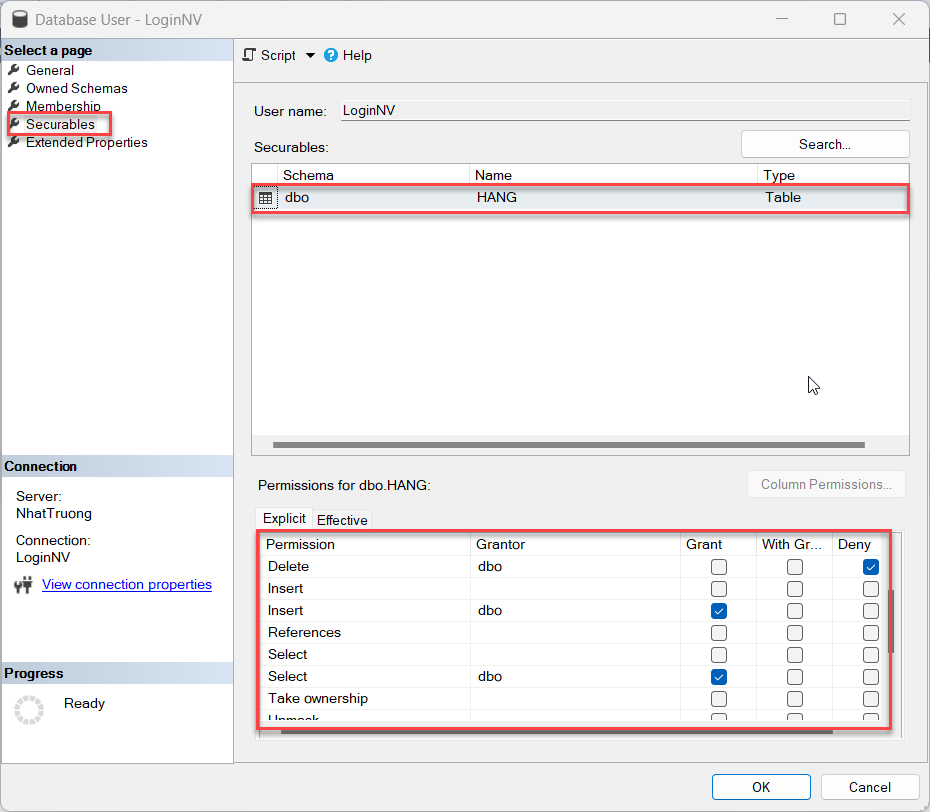 Database User - LoginNV
Select a page
General
Owned Schemas
Membership
Securables
Extended Properties
Script
Help
User name: LoginNV
Securables:
Search...
Schema Name Type
dbo HANG Table
Connection
Server:
NhatTruong
Connection:
LoginNV
View connection properties
Progress
Ready
Permissions for dbo.HANG:
Column Permissions...
Explicit Effective
Permission Grantor Grant With Gr... Deny
Delete dbo
Insert
Insert dbo
References
Select
Select dbo
Take ownership
OK Cancel